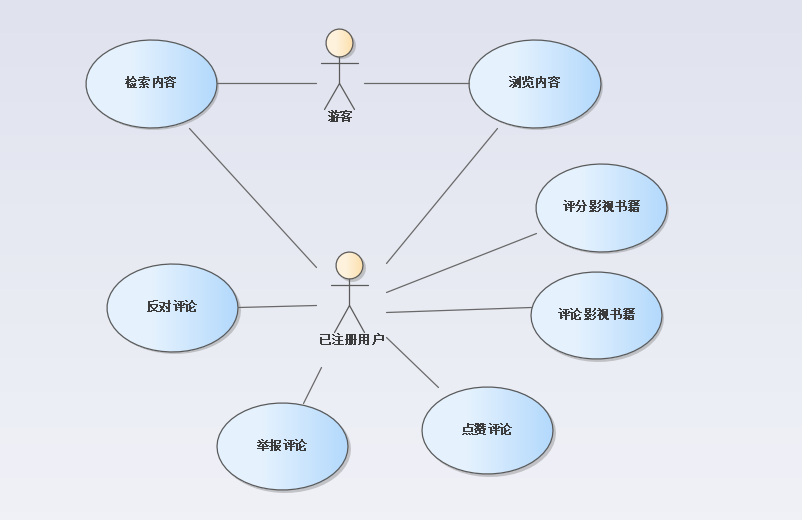 检索内容
浏览内容
游客
评分影视书籍
反对评论
评论影视书籍
已注册用户
点赞评论
举报评论